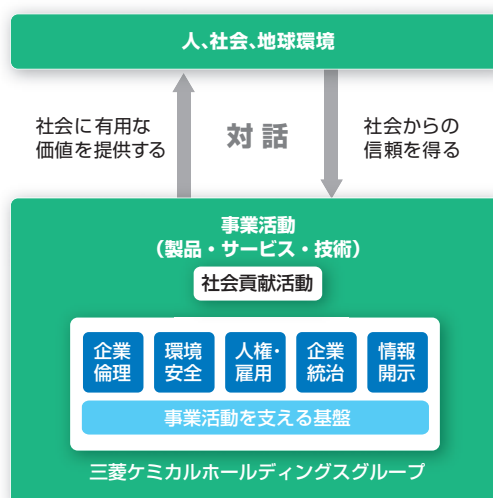 人、社会、地球環境
社会に有用な
価値を提供する
対話
社会からの
信頼を得る
事業活動
（製品・サービス・技術）
社会貢献活動
企業
倫理
環境
安全
人権・
雇用
企業
統治
情報
開示
事業活動を支える基盤
三菱ケミカルホールディングスグループ